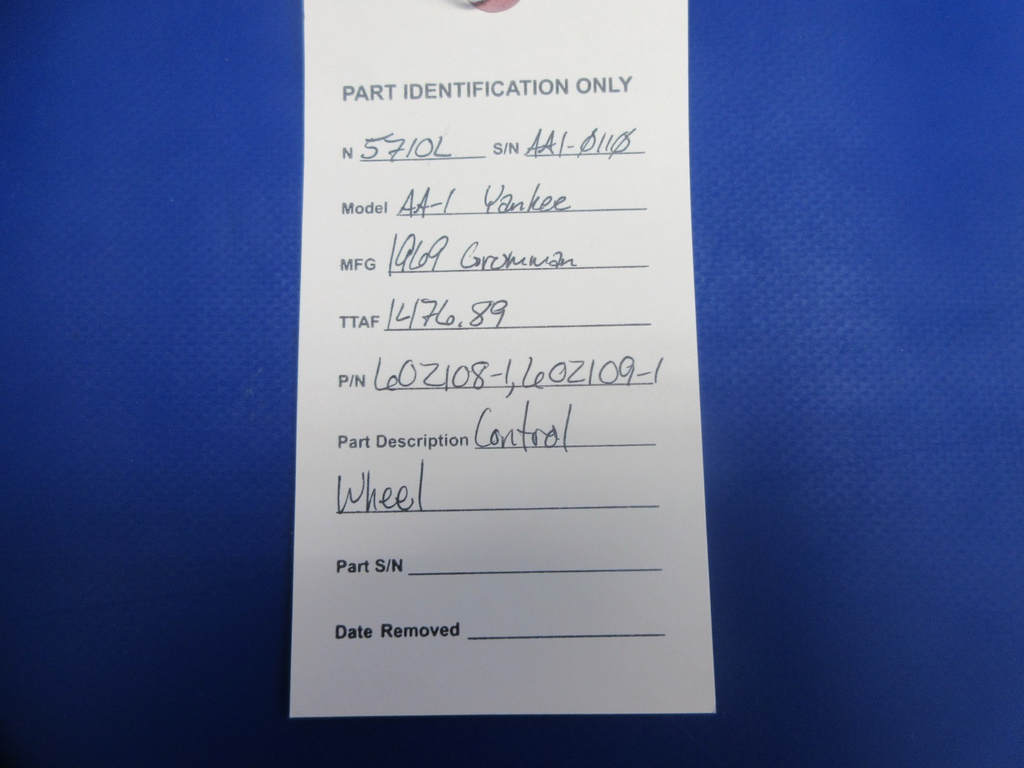 PART IDENTIFICATION ONLY
N 5710L S/N AA1-0110
Model AA-1 Yankee
MFG 1969 Grumman
TTAF 1476.89
P/N 602108-1, 602109-1
Part Description Control
Wheel
Part S/N
Date Removed